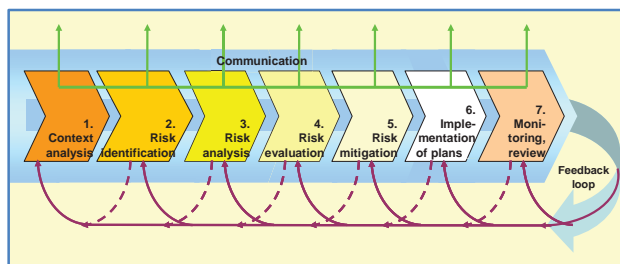 Communication
1.
Context
analysis
2.
Risk
identification
3.
Risk
analysis
4.
Risk
evaluation
5.
Risk
mitigation
6.
Imple-
mentation
of plans
7.
Moni-
toring,
review
Feedback
loop